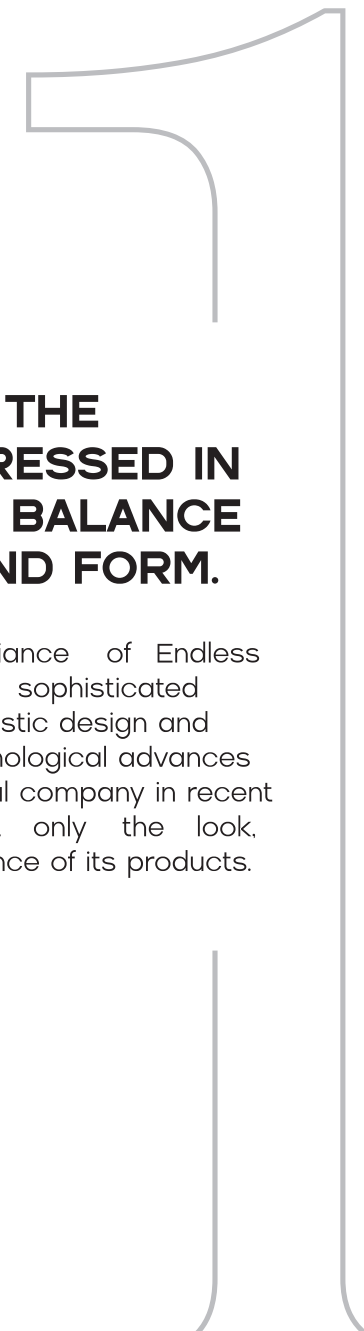 THE
RESSED IN
BALANCE
ND FORM.
iance of Endless
sophisticated
stic design and
nological advances
l company in recent
only the look,
nce of its products.